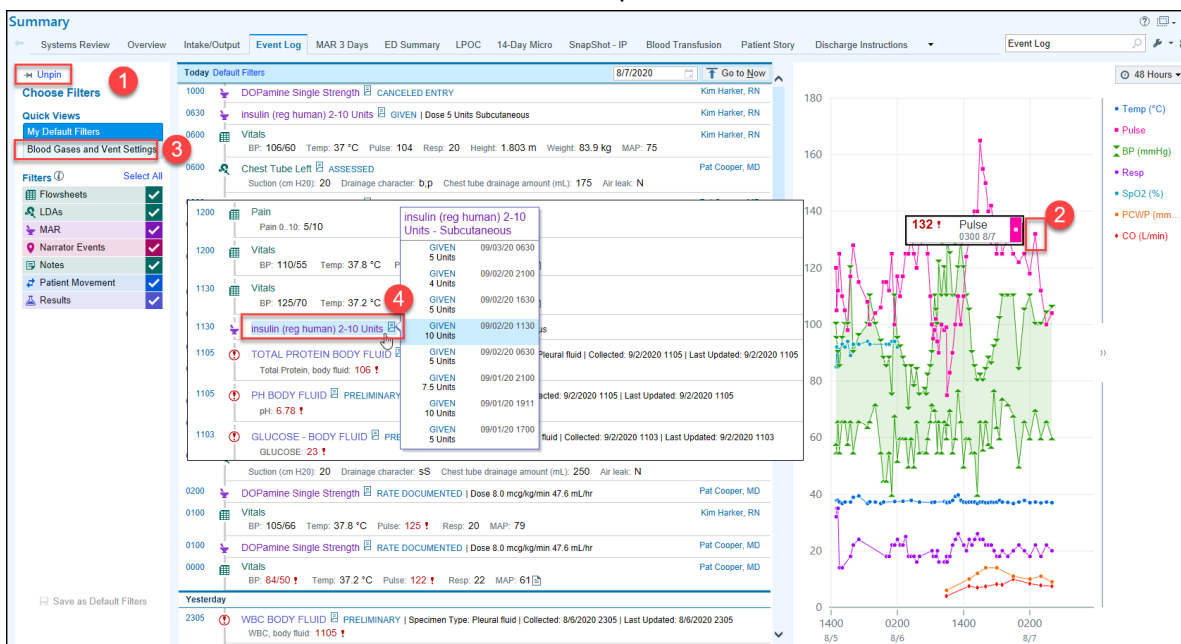 Summary
Systems Review Overview Intake/Output Event Log MAR 3 Days ED Summary LPOC 14-Day Micro SnapShot - IP Blood Transfusion Patient Story Discharge Instructions Event Log
Unpin
1
Choose Filters
Quick Views
My Default Filters
Blood Gases and Vent Settings
3
Filters Select All
Flowsheets
LDAs
MAR
Narrator Events
Notes
Patient Movement
Results
Save as Default Filters
Today Default Filters 8/7/2020 Go to Now
1000 DOPamine Single Strength CANCELED ENTRY Kim Harker, RN
0630 insulin (reg human) 2-10 Units GIVEN | Dose 5 Units Subcutaneous Kim Harker, RN
0600 Vitals Kim Harker, RN
BP: 106/60 Temp: 37 °C Pulse: 104 Resp: 20 Height: 1.803 m Weight: 83.9 kg MAP: 75
0600 Chest Tube Left ASSESSED Pat Cooper, MD
Suction (cm H20): 20 Drainage character: b;p Chest tube drainage amount (mL): 175 Air leak: N
1200 Pain
Pain 0..10: 5/10
1200 Vitals
BP: 110/55 Temp: 37.8 °C P
1130 Vitals
BP: 125/70 Temp: 37.2 °C
4
1130 insulin (reg human) 2-10 Units us
1105 TOTAL PROTEIN BODY FLUID Pleural fluid | Collected: 9/2/2020 1105 | Last Updated: 9/2/2020 1105
Total Protein, body fluid: 106 !
1105 PH BODY FLUID PRELIMINARY ected: 9/2/2020 1105 | Last Updated: 9/2/2020 1105
pH: 6.78 !
1103 GLUCOSE - BODY FLUID PRE fluid | Collected: 9/2/2020 1103 | Last Updated: 9/2/2020 1103
GLUCOSE: 23 !
insulin (reg human) 2-10
Units - Subcutaneous
GIVEN 09/03/20 0630
5 Units
GIVEN 09/02/20 2100
4 Units
GIVEN 09/02/20 1630
5 Units
GIVEN 09/02/20 1130
10 Units
GIVEN 09/02/20 0630
5 Units
GIVEN 09/01/20 2100
7.5 Units
GIVEN 09/01/20 1911
10 Units
GIVEN 09/01/20 1700
5 Units
Suction (cm H20): 20 Drainage character: sS Chest tube drainage amount (mL): 250 Air leak: N
0200 DOPamine Single Strength RATE DOCUMENTED | Dose 8.0 mcg/kg/min 47.6 mL/hr Pat Cooper, MD
0100 Vitals Kim Harker, RN
BP: 105/66 Temp: 37.8 °C Pulse: 125 ! Resp: 20 MAP: 79
0100 DOPamine Single Strength RATE DOCUMENTED | Dose 8.0 mcg/kg/min 47.6 mL/hr Pat Cooper, MD
0000 Vitals Pat Cooper, MD
BP: 84/50 ! Temp: 37.2 °C Pulse: 122 ! Resp: 22 MAP: 61
Yesterday
2305 WBC BODY FLUID PRELIMINARY | Specimen Type: Pleural fluid | Collected: 8/6/2020 2305 | Last Updated: 8/6/2020 2305
WBC, body fluid: 1105 !
48 Hours
180
160
140
120
100
80
60
40
20
0
132 ! Pulse
0300 8/7
2
1400 0200 1400 0200
8/5 8/6 8/7
Temp (°C)
Pulse
BP (mmHg)
Resp
SpO2 (%)
PCWP (mm...
CO (L/min)